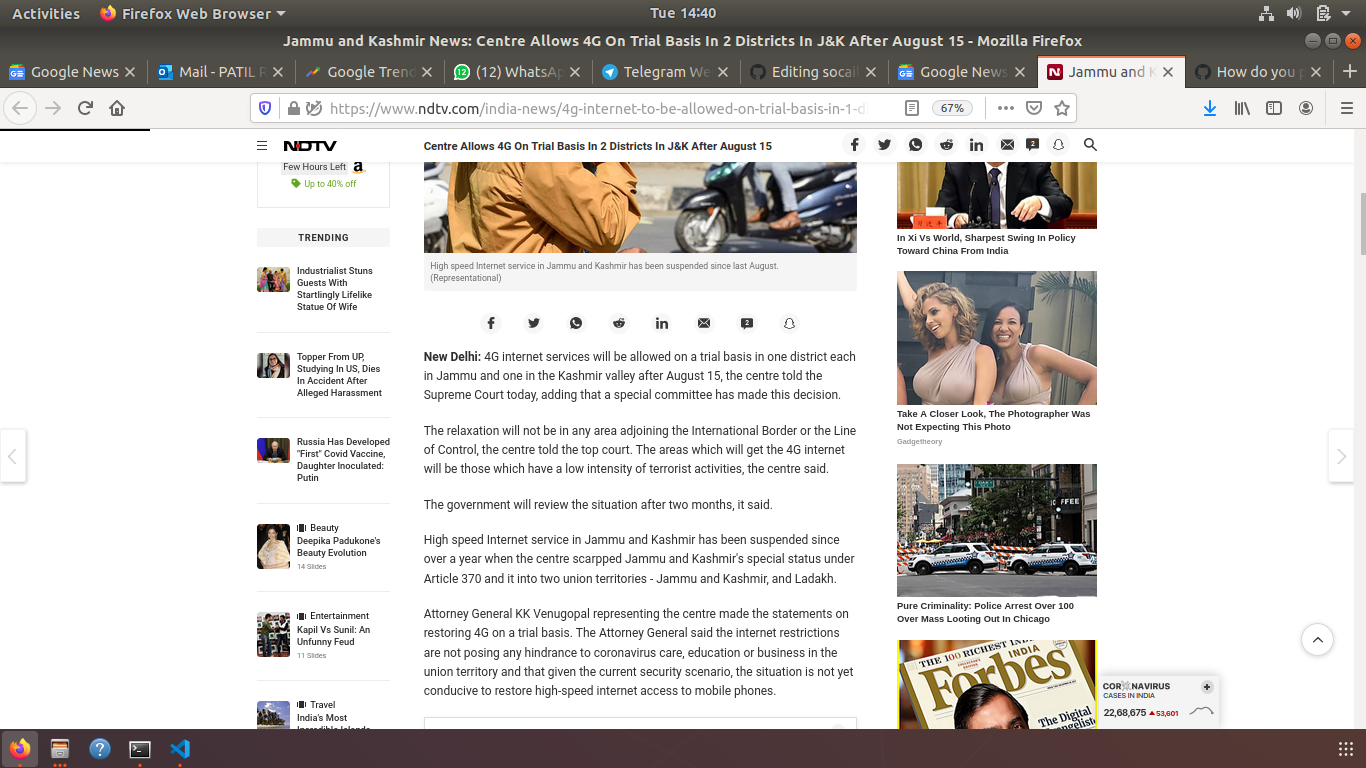 Activities
Firefox Web Browser
Tue 14:40
Jammu and Kashmir News: Centre Allows 4G On Trial Basis In 2 Districts In J&K After August 15 - Mozilla Firefox
Google News
Mail - PATIL R
Google Trend
(12) WhatsAp
Telegram We
Editing socail
Google News
Jammu and K
How do you p
https://www.ndtv.com/india-news/4g-internet-to-be-allowed-on-trial-basis-in-1-d
67%
NDTV
Centre Allows 4G On Trial Basis In 2 Districts In J&K After August 15
2
Few Hours Left
Up to 40% off
TRENDING
Industrialist Stuns
Guests With
Startlingly Lifelike
Statue Of Wife
Topper From UP,
Studying In US, Dies
In Accident After
Alleged Harassment
Russia Has Developed
"First" Covid Vaccine,
Daughter Inoculated:
Putin
Beauty
Deepika Padukone's
Beauty Evolution
14 Slides
Entertainment
Kapil Vs Sunil: An
Unfunny Feud
11 Slides
Travel
India's Most
Incredible Islands
High speed Internet service in Jammu and Kashmir has been suspended since last August.
(Representational)
2
New Delhi: 4G internet services will be allowed on a trial basis in one district each
in Jammu and one in the Kashmir valley after August 15, the centre told the
Supreme Court today, adding that a special committee has made this decision.
The relaxation will not be in any area adjoining the International Border or the Line
of Control, the centre told the top court. The areas which will get the 4G internet
will be those which have a low intensity of terrorist activities, the centre said.
The government will review the situation after two months, it said.
High speed Internet service in Jammu and Kashmir has been suspended since
over a year when the centre scarpped Jammu and Kashmir's special status under
Article 370 and it into two union territories - Jammu and Kashmir, and Ladakh.
Attorney General KK Venugopal representing the centre made the statements on
restoring 4G on a trial basis. The Attorney General said the internet restrictions
are not posing any hindrance to coronavirus care, education or business in the
union territory and that given the current security scenario, the situation is not yet
conducive to restore high-speed internet access to mobile phones.
In Xi Vs World, Sharpest Swing In Policy
Toward China From India
Take A Closer Look, The Photographer Was
Not Expecting This Photo
Gadgetheory
Pure Criminality: Police Arrest Over 100
Over Mass Looting Out In Chicago
THE 100 RICHEST INDIA
INDIA
Forbes
The Digital
Evangelist
CORONAVIRUS
CASES IN INDIA
22,68,675 53,601